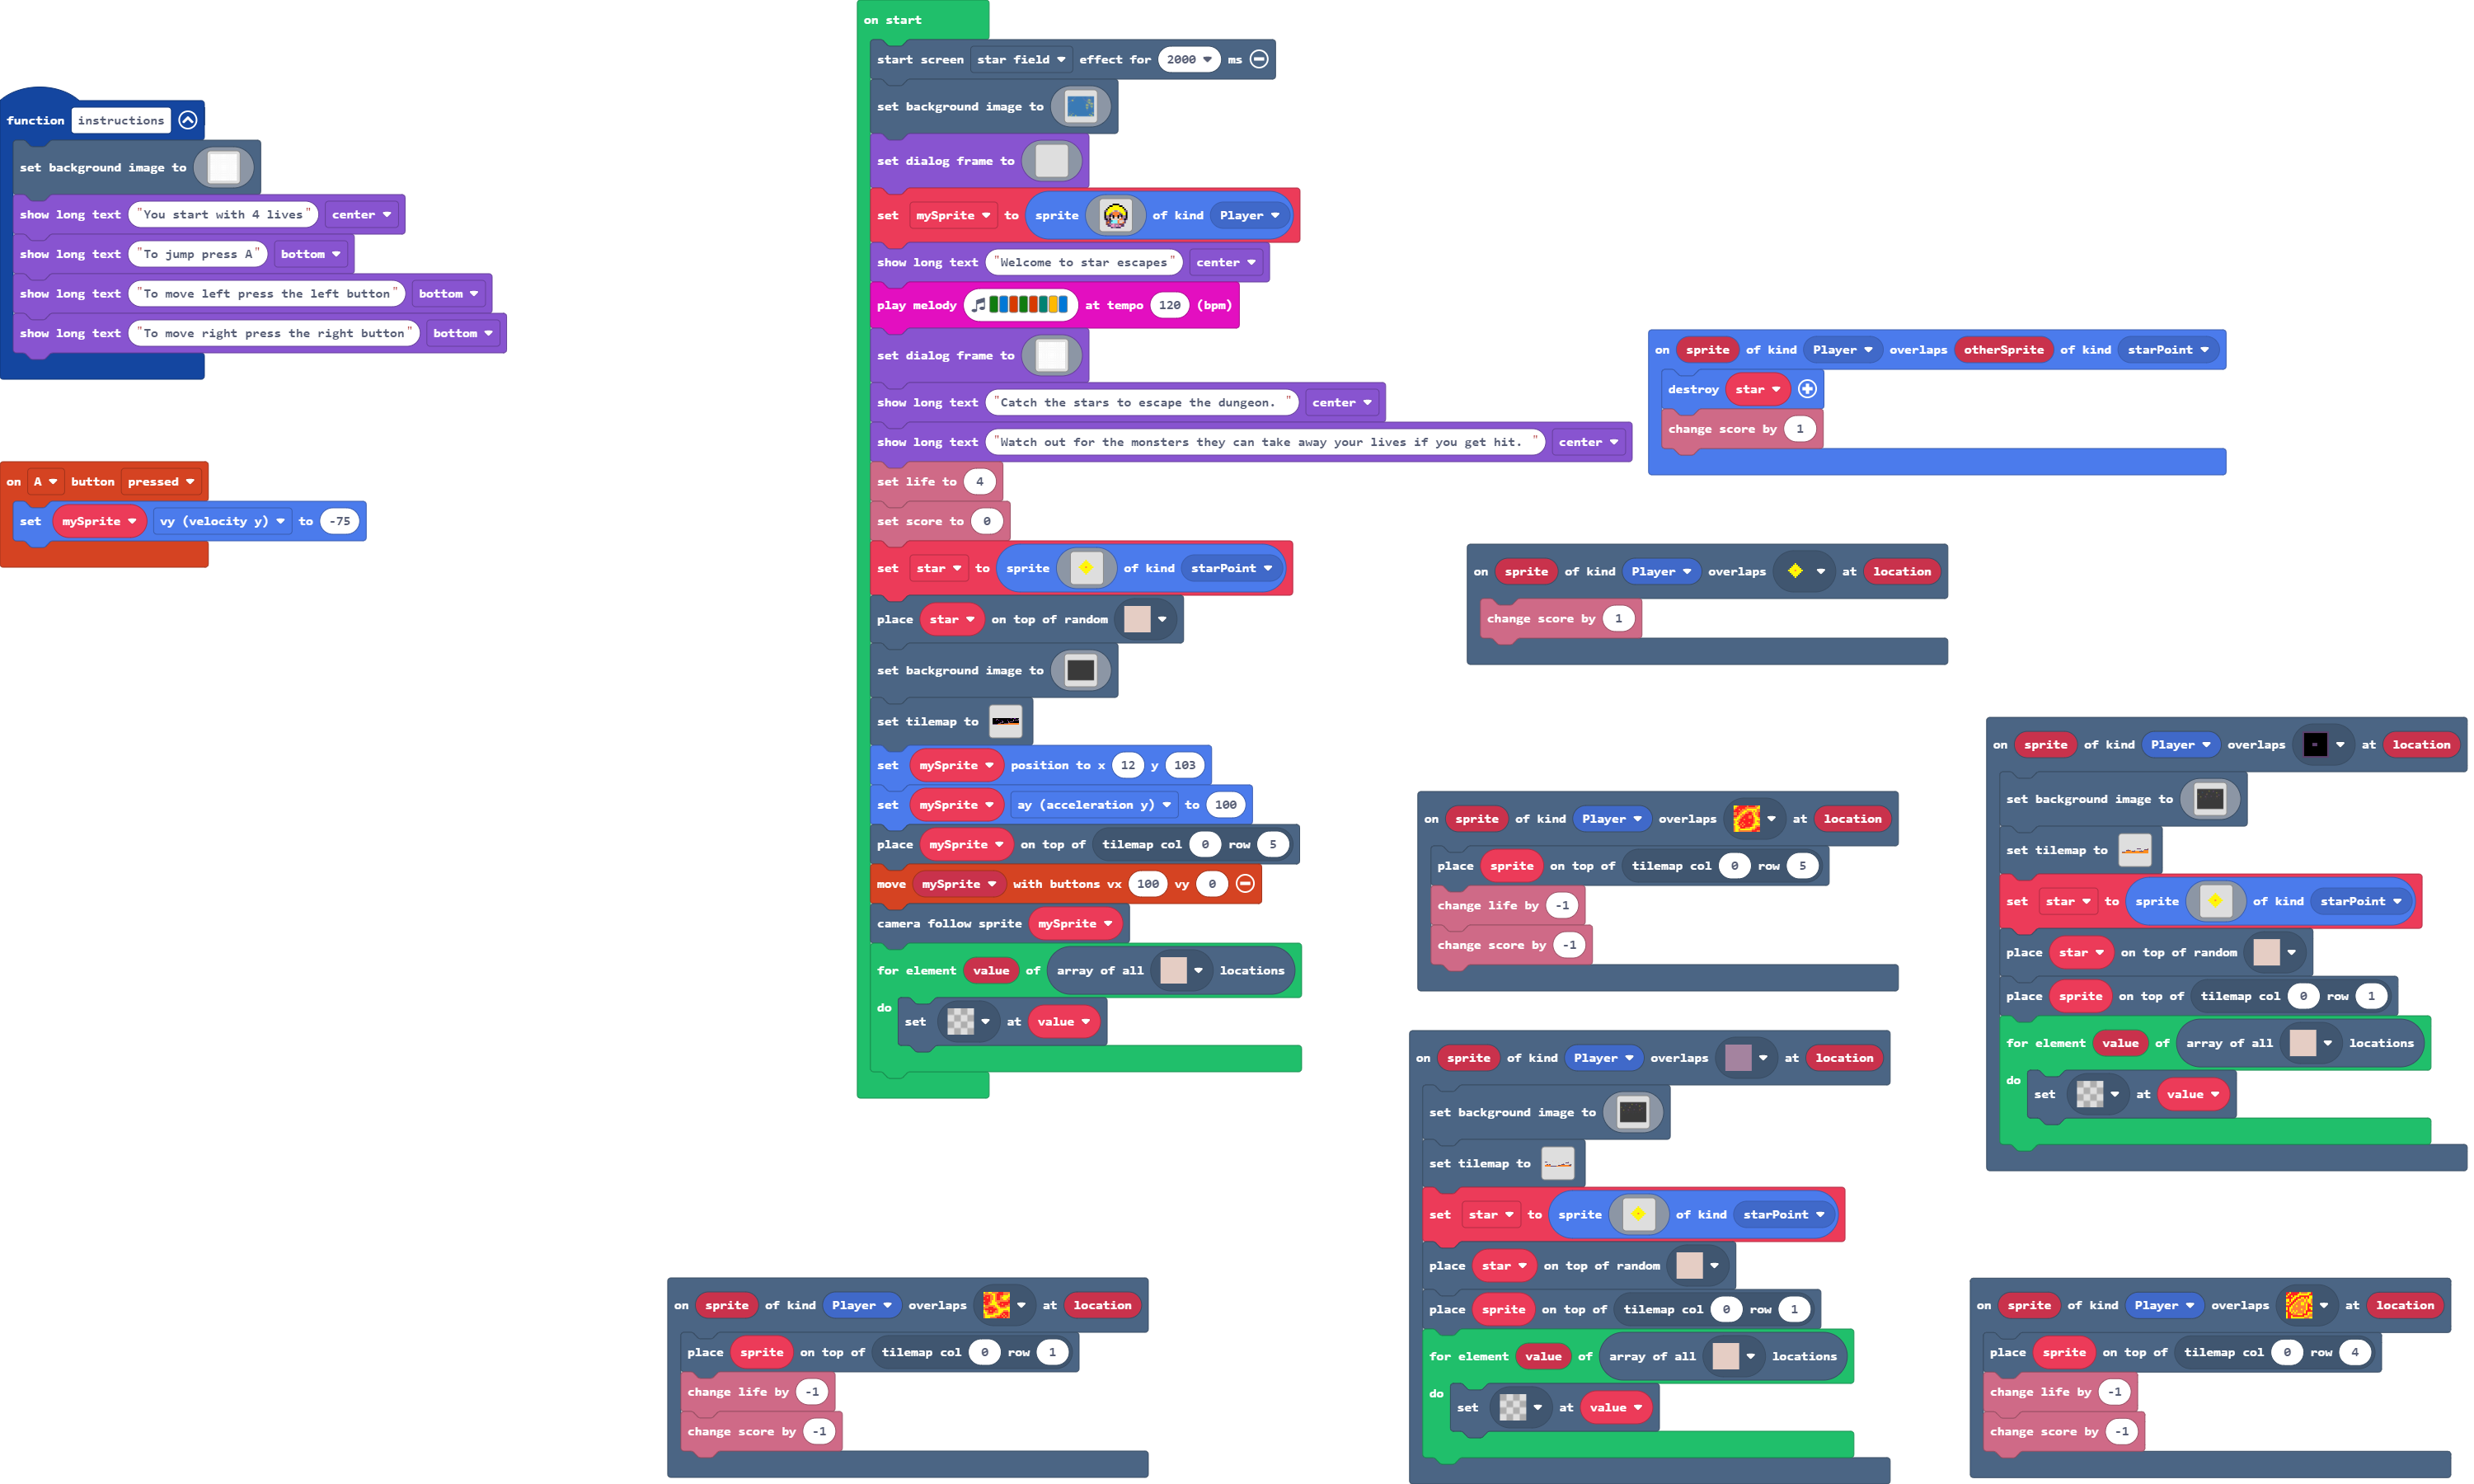 function instructions
set background image to
show long text "You start with 4 lives" center
show long text "To jump press A" bottom
show long text "To move left press the left button" bottom
show long text "To move right press the right button" bottom
on A button pressed
set mySprite vy (velocity y) to -75
on start
start screen star field effect for 2000 ms
set background image to
set dialog frame to
set mySprite to sprite of kind Player
show long text "Welcome to star escapes" center
play melody at tempo 120 (bpm)
set dialog frame to
show long text "Catch the stars to escape the dungeon. " center
show long text "Watch out for the monsters they can take away your lives if you get hit. " center
set life to 4
set score to 0
set star to sprite of kind starPoint
place star on top of random
set background image to
set tilemap to
set mySprite position to x 12 y 103
set mySprite ay (acceleration y) to 100
place mySprite on top of tilemap col 0 row 5
move mySprite with buttons vx 100 vy 0
camera follow sprite mySprite
for element value of array of all locations
do set at value
on sprite of kind Player overlaps otherSprite of kind starPoint
destroy star
change score by 1
on sprite of kind Player overlaps at location
change score by 1
on sprite of kind Player overlaps at location
place sprite on top of tilemap col 0 row 5
change life by -1
change score by -1
on sprite of kind Player overlaps at location
set background image to
set tilemap to
set star to sprite of kind starPoint
place star on top of random
place sprite on top of tilemap col 0 row 1
for element value of array of all locations
do set at value
on sprite of kind Player overlaps at location
set background image to
set tilemap to
set star to sprite of kind starPoint
place star on top of random
place sprite on top of tilemap col 0 row 1
for element value of array of all locations
do set at value
on sprite of kind Player overlaps at location
place sprite on top of tilemap col 0 row 1
change life by -1
change score by -1
on sprite of kind Player overlaps at location
place sprite on top of tilemap col 0 row 4
change life by -1
change score by -1